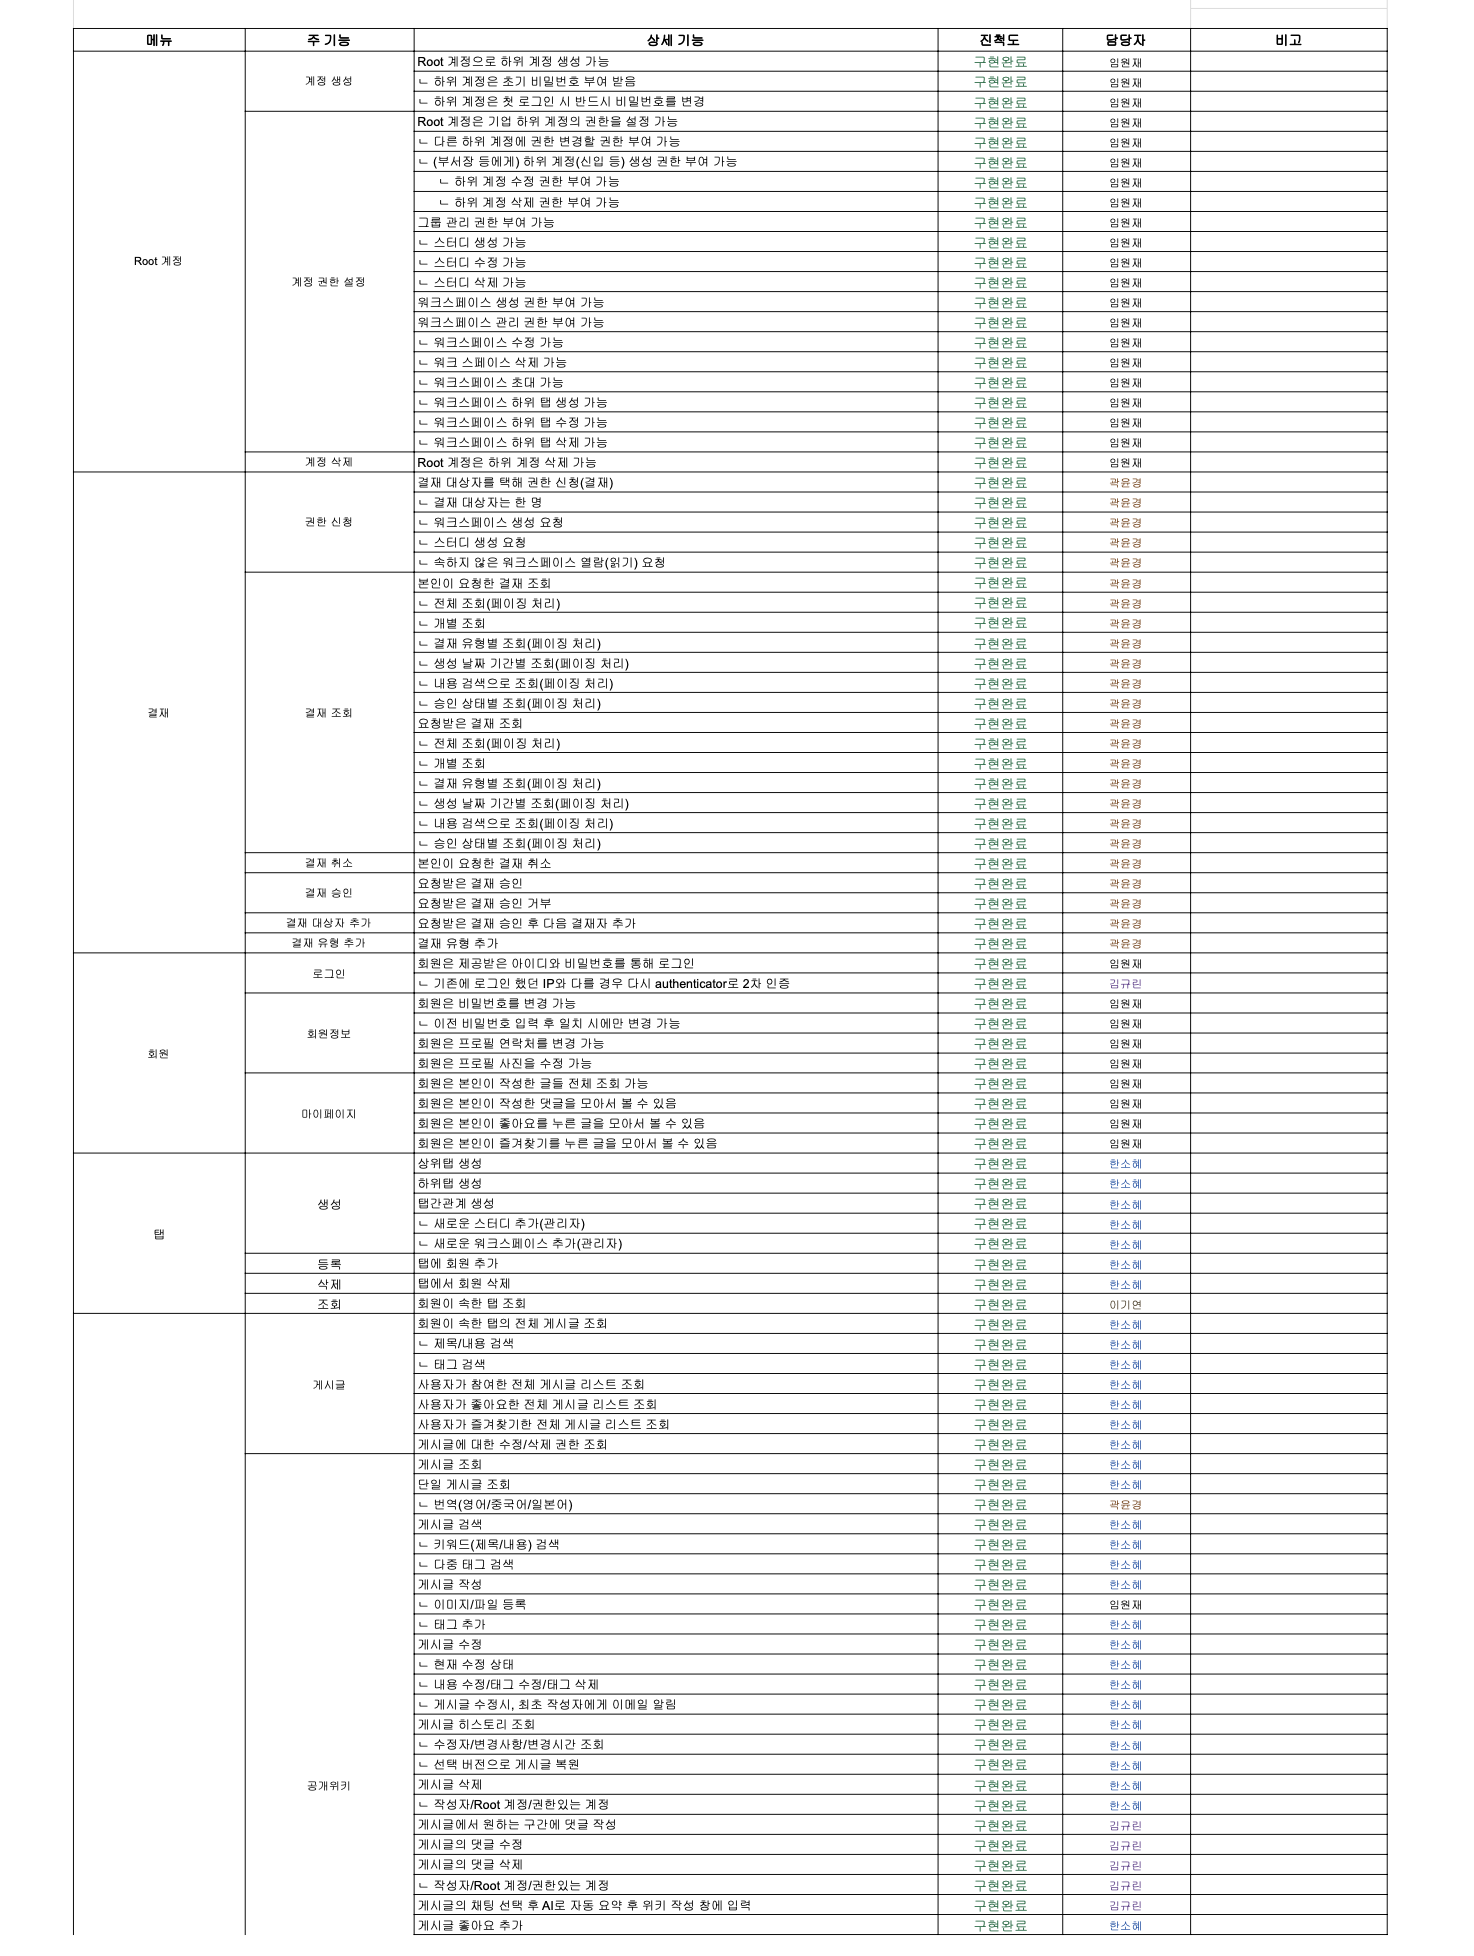 메뉴 주 기능 상세 기능 진척도 담당자 비고
Root 계정
계정 생성
Root 계정으로 하위 계정 생성 가능 구현완료 임원재
ㄴ 하위 계정은 초기 비밀번호 부여 받음 구현완료 임원재
ㄴ 하위 계정은 첫 로그인 시 반드시 비밀번호를 변경 구현완료 임원재
계정 권한 설정
Root 계정은 기업 하위 계정의 권한을 설정 가능 구현완료 임원재
ㄴ 다른 하위 계정에 권한 변경할 권한 부여 가능 구현완료 임원재
ㄴ (부서장 등에게) 하위 계정(신입 등) 생성 권한 부여 가능 구현완료 임원재
ㄴ 하위 계정 수정 권한 부여 가능 구현완료 임원재
ㄴ 하위 계정 삭제 권한 부여 가능 구현완료 임원재
그룹 관리 권한 부여 가능 구현완료 임원재
ㄴ 스터디 생성 가능 구현완료 임원재
ㄴ 스터디 수정 가능 구현완료 임원재
ㄴ 스터디 삭제 가능 구현완료 임원재
워크스페이스 생성 권한 부여 가능 구현완료 임원재
워크스페이스 관리 권한 부여 가능 구현완료 임원재
ㄴ 워크스페이스 수정 가능 구현완료 임원재
ㄴ 워크 스페이스 삭제 가능 구현완료 임원재
ㄴ 워크스페이스 초대 가능 구현완료 임원재
ㄴ 워크스페이스 하위 탭 생성 가능 구현완료 임원재
ㄴ 워크스페이스 하위 탭 수정 가능 구현완료 임원재
ㄴ 워크스페이스 하위 탭 삭제 가능 구현완료 임원재
계정 삭제 Root 계정은 하위 계정 삭제 가능 구현완료 임원재
결재
권한 신청
결재 대상자를 택해 권한 신청(결재) 구현완료 곽윤경
ㄴ 결재 대상자는 한 명 구현완료 곽윤경
ㄴ 워크스페이스 생성 요청 구현완료 곽윤경
ㄴ 스터디 생성 요청 구현완료 곽윤경
ㄴ 속하지 않은 워크스페이스 열람(읽기) 요청 구현완료 곽윤경
결재 조회
본인이 요청한 결재 조회 구현완료 곽윤경
ㄴ 전체 조회(페이징 처리) 구현완료 곽윤경
ㄴ 개별 조회 구현완료 곽윤경
ㄴ 결재 유형별 조회(페이징 처리) 구현완료 곽윤경
ㄴ 생성 날짜 기간별 조회(페이징 처리) 구현완료 곽윤경
ㄴ 내용 검색으로 조회(페이징 처리) 구현완료 곽윤경
ㄴ 승인 상태별 조회(페이징 처리) 구현완료 곽윤경
요청받은 결재 조회 구현완료 곽윤경
ㄴ 전체 조회(페이징 처리) 구현완료 곽윤경
ㄴ 개별 조회 구현완료 곽윤경
ㄴ 결재 유형별 조회(페이징 처리) 구현완료 곽윤경
ㄴ 생성 날짜 기간별 조회(페이징 처리) 구현완료 곽윤경
ㄴ 내용 검색으로 조회(페이징 처리) 구현완료 곽윤경
ㄴ 승인 상태별 조회(페이징 처리) 구현완료 곽윤경
결재 취소 본인이 요청한 결재 취소 구현완료 곽윤경
결재 승인
요청받은 결재 승인 구현완료 곽윤경
요청받은 결재 승인 거부 구현완료 곽윤경
결재 대상자 추가 요청받은 결재 승인 후 다음 결재자 추가 구현완료 곽윤경
결재 유형 추가 결재 유형 추가 구현완료 곽윤경
회원
로그인
회원은 제공받은 아이디와 비밀번호를 통해 로그인 구현완료 임원재
ㄴ 기존에 로그인 했던 IP와 다를 경우 다시 authenticator로 2차 인증 구현완료 김규린
회원정보
회원은 비밀번호를 변경 가능 구현완료 임원재
ㄴ 이전 비밀번호 입력 후 일치 시에만 변경 가능 구현완료 임원재
회원은 프로필 연락처를 변경 가능 구현완료 임원재
회원은 프로필 사진을 수정 가능 구현완료 임원재
마이페이지
회원은 본인이 작성한 글들 전체 조회 가능 구현완료 임원재
회원은 본인이 작성한 댓글을 모아서 볼 수 있음 구현완료 임원재
회원은 본인이 좋아요를 누른 글을 모아서 볼 수 있음 구현완료 임원재
회원은 본인이 즐겨찾기를 누른 글을 모아서 볼 수 있음 구현완료 임원재
탭
생성
상위탭 생성 구현완료 한소혜
하위탭 생성 구현완료 한소혜
탭간관계 생성 구현완료 한소혜
ㄴ 새로운 스터디 추가(관리자) 구현완료 한소혜
ㄴ 새로운 워크스페이스 추가(관리자) 구현완료 한소혜
등록 탭에 회원 추가 구현완료 한소혜
삭제 탭에서 회원 삭제 구현완료 한소혜
조회 회원이 속한 탭 조회 구현완료 이기연
게시글
회원이 속한 탭의 전체 게시글 조회 구현완료 한소혜
ㄴ 제목/내용 검색 구현완료 한소혜
ㄴ 태그 검색 구현완료 한소혜
사용자가 참여한 전체 게시글 리스트 조회 구현완료 한소혜
사용자가 좋아요한 전체 게시글 리스트 조회 구현완료 한소혜
사용자가 즐겨찾기한 전체 게시글 리스트 조회 구현완료 한소혜
게시글에 대한 수정/삭제 권한 조회 구현완료 한소혜
공개위키
게시글 조회 구현완료 한소혜
단일 게시글 조회 구현완료 한소혜
ㄴ 번역(영어/중국어/일본어) 구현완료 곽윤경
게시글 검색 구현완료 한소혜
ㄴ 키워드(제목/내용) 검색 구현완료 한소혜
ㄴ 다중 태그 검색 구현완료 한소혜
게시글 작성 구현완료 한소혜
ㄴ 이미지/파일 등록 구현완료 임원재
ㄴ 태그 추가 구현완료 한소혜
게시글 수정 구현완료 한소혜
ㄴ 현재 수정 상태 구현완료 한소혜
ㄴ 내용 수정/태그 수정/태그 삭제 구현완료 한소혜
ㄴ 게시글 수정시, 최초 작성자에게 이메일 알림 구현완료 한소혜
게시글 히스토리 조회 구현완료 한소혜
ㄴ 수정자/변경사항/변경시간 조회 구현완료 한소혜
ㄴ 선택 버전으로 게시글 복원 구현완료 한소혜
게시글 삭제 구현완료 한소혜
ㄴ 작성자/Root 계정/권한있는 계정 구현완료 한소혜
게시글에서 원하는 구간에 댓글 작성 구현완료 김규린
게시글의 댓글 수정 구현완료 김규린
게시글의 댓글 삭제 구현완료 김규린
ㄴ 작성자/Root 계정/권한있는 계정 구현완료 김규린
게시글의 채팅 선택 후 AI로 자동 요약 후 위키 작성 창에 입력 구현완료 김규린
게시글 좋아요 추가 구현완료 한소혜